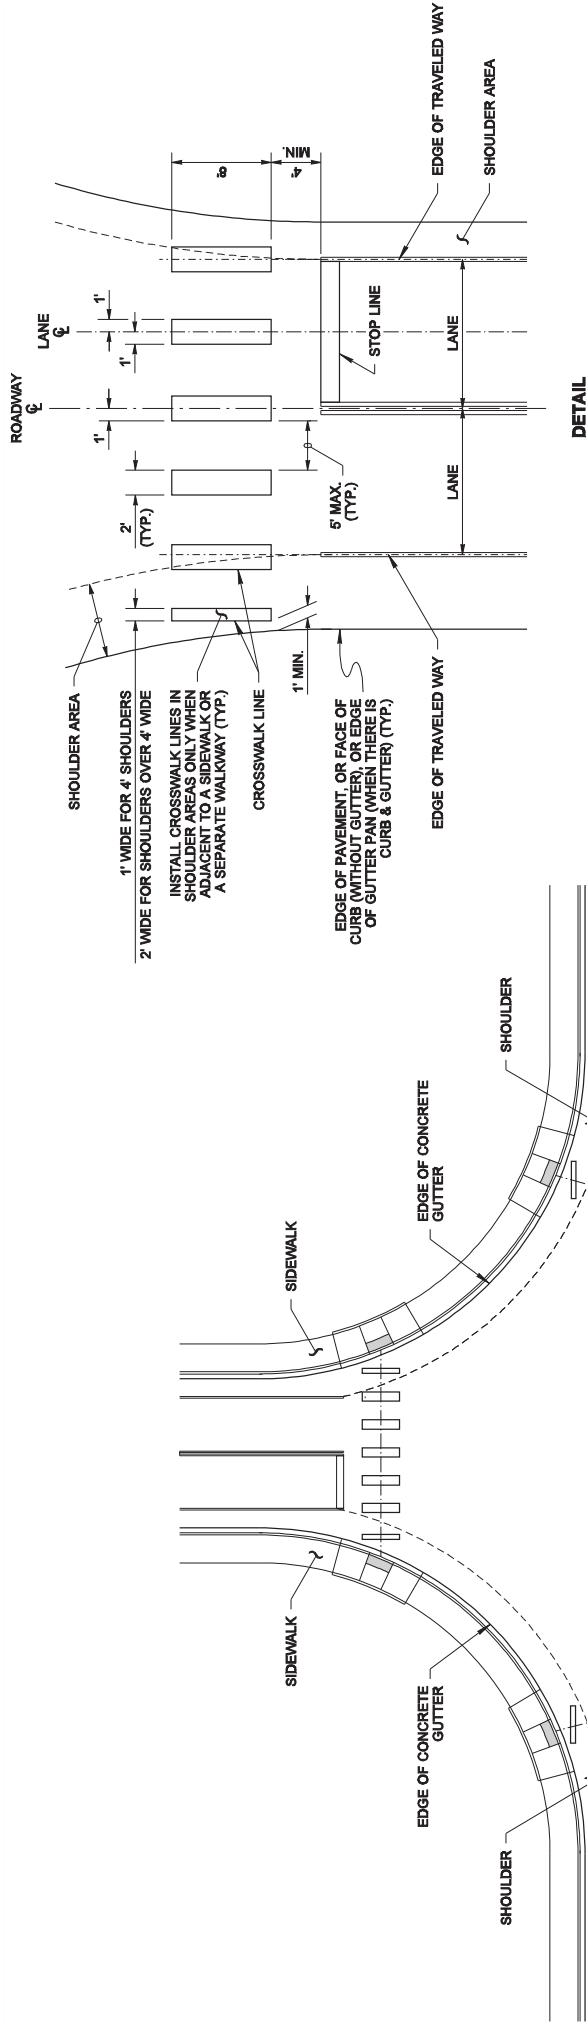 ROADWAY
℄
LANE
℄
1'
1'
1'
2'
(TYP.)
8'
4'
MIN.
SHOULDER AREA
1' WIDE FOR 4' SHOULDERS
2' WIDE FOR SHOULDERS OVER 4' WIDE
INSTALL CROSSWALK LINES IN
SHOULDER AREAS ONLY WHEN
ADJACENT TO A SIDEWALK OR
A SEPARATE WALKWAY (TYP.)
CROSSWALK LINE
1' MIN.
5' MAX.
(TYP.)
STOP LINE
EDGE OF PAVEMENT, OR FACE OF
CURB (WITHOUT GUTTER), OR EDGE
OF GUTTER PAN (WHEN THERE IS
CURB & GUTTER) (TYP.)
EDGE OF TRAVELED WAY
LANE
LANE
EDGE OF TRAVELED WAY
SHOULDER AREA
DETAIL
SIDEWALK
SIDEWALK
EDGE OF CONCRETE
GUTTER
EDGE OF CONCRETE
GUTTER
SHOULDER
SHOULDER